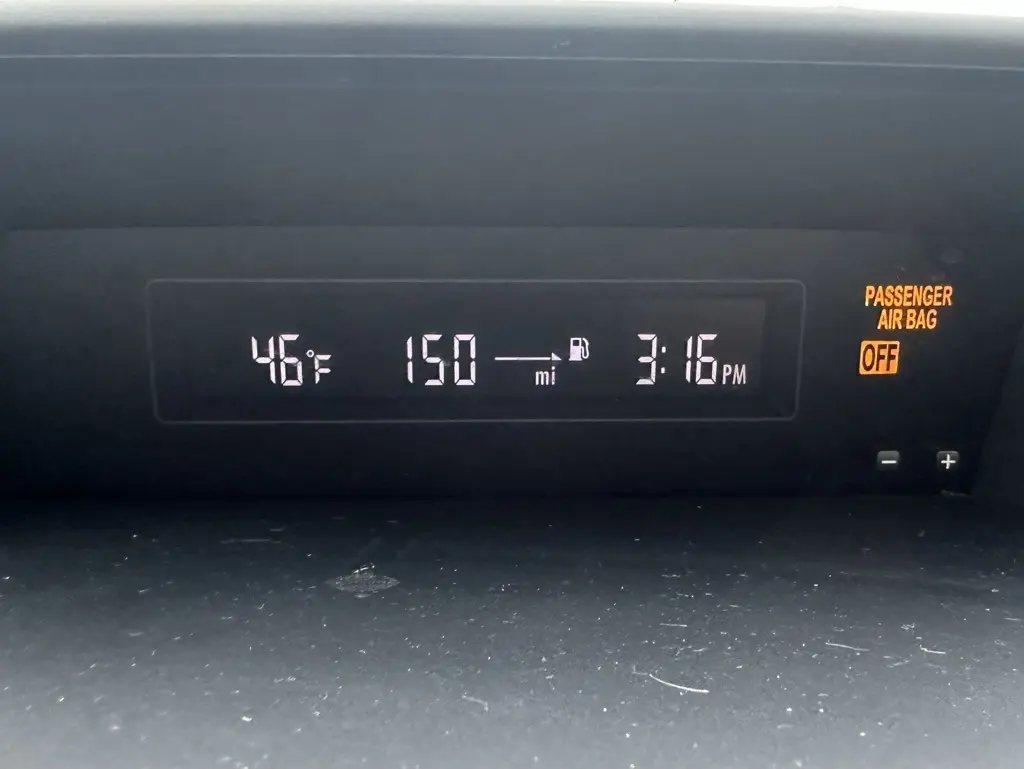 46°F 150 mi 3:16 PM
PASSENGER
AIR BAG
OFF
- +